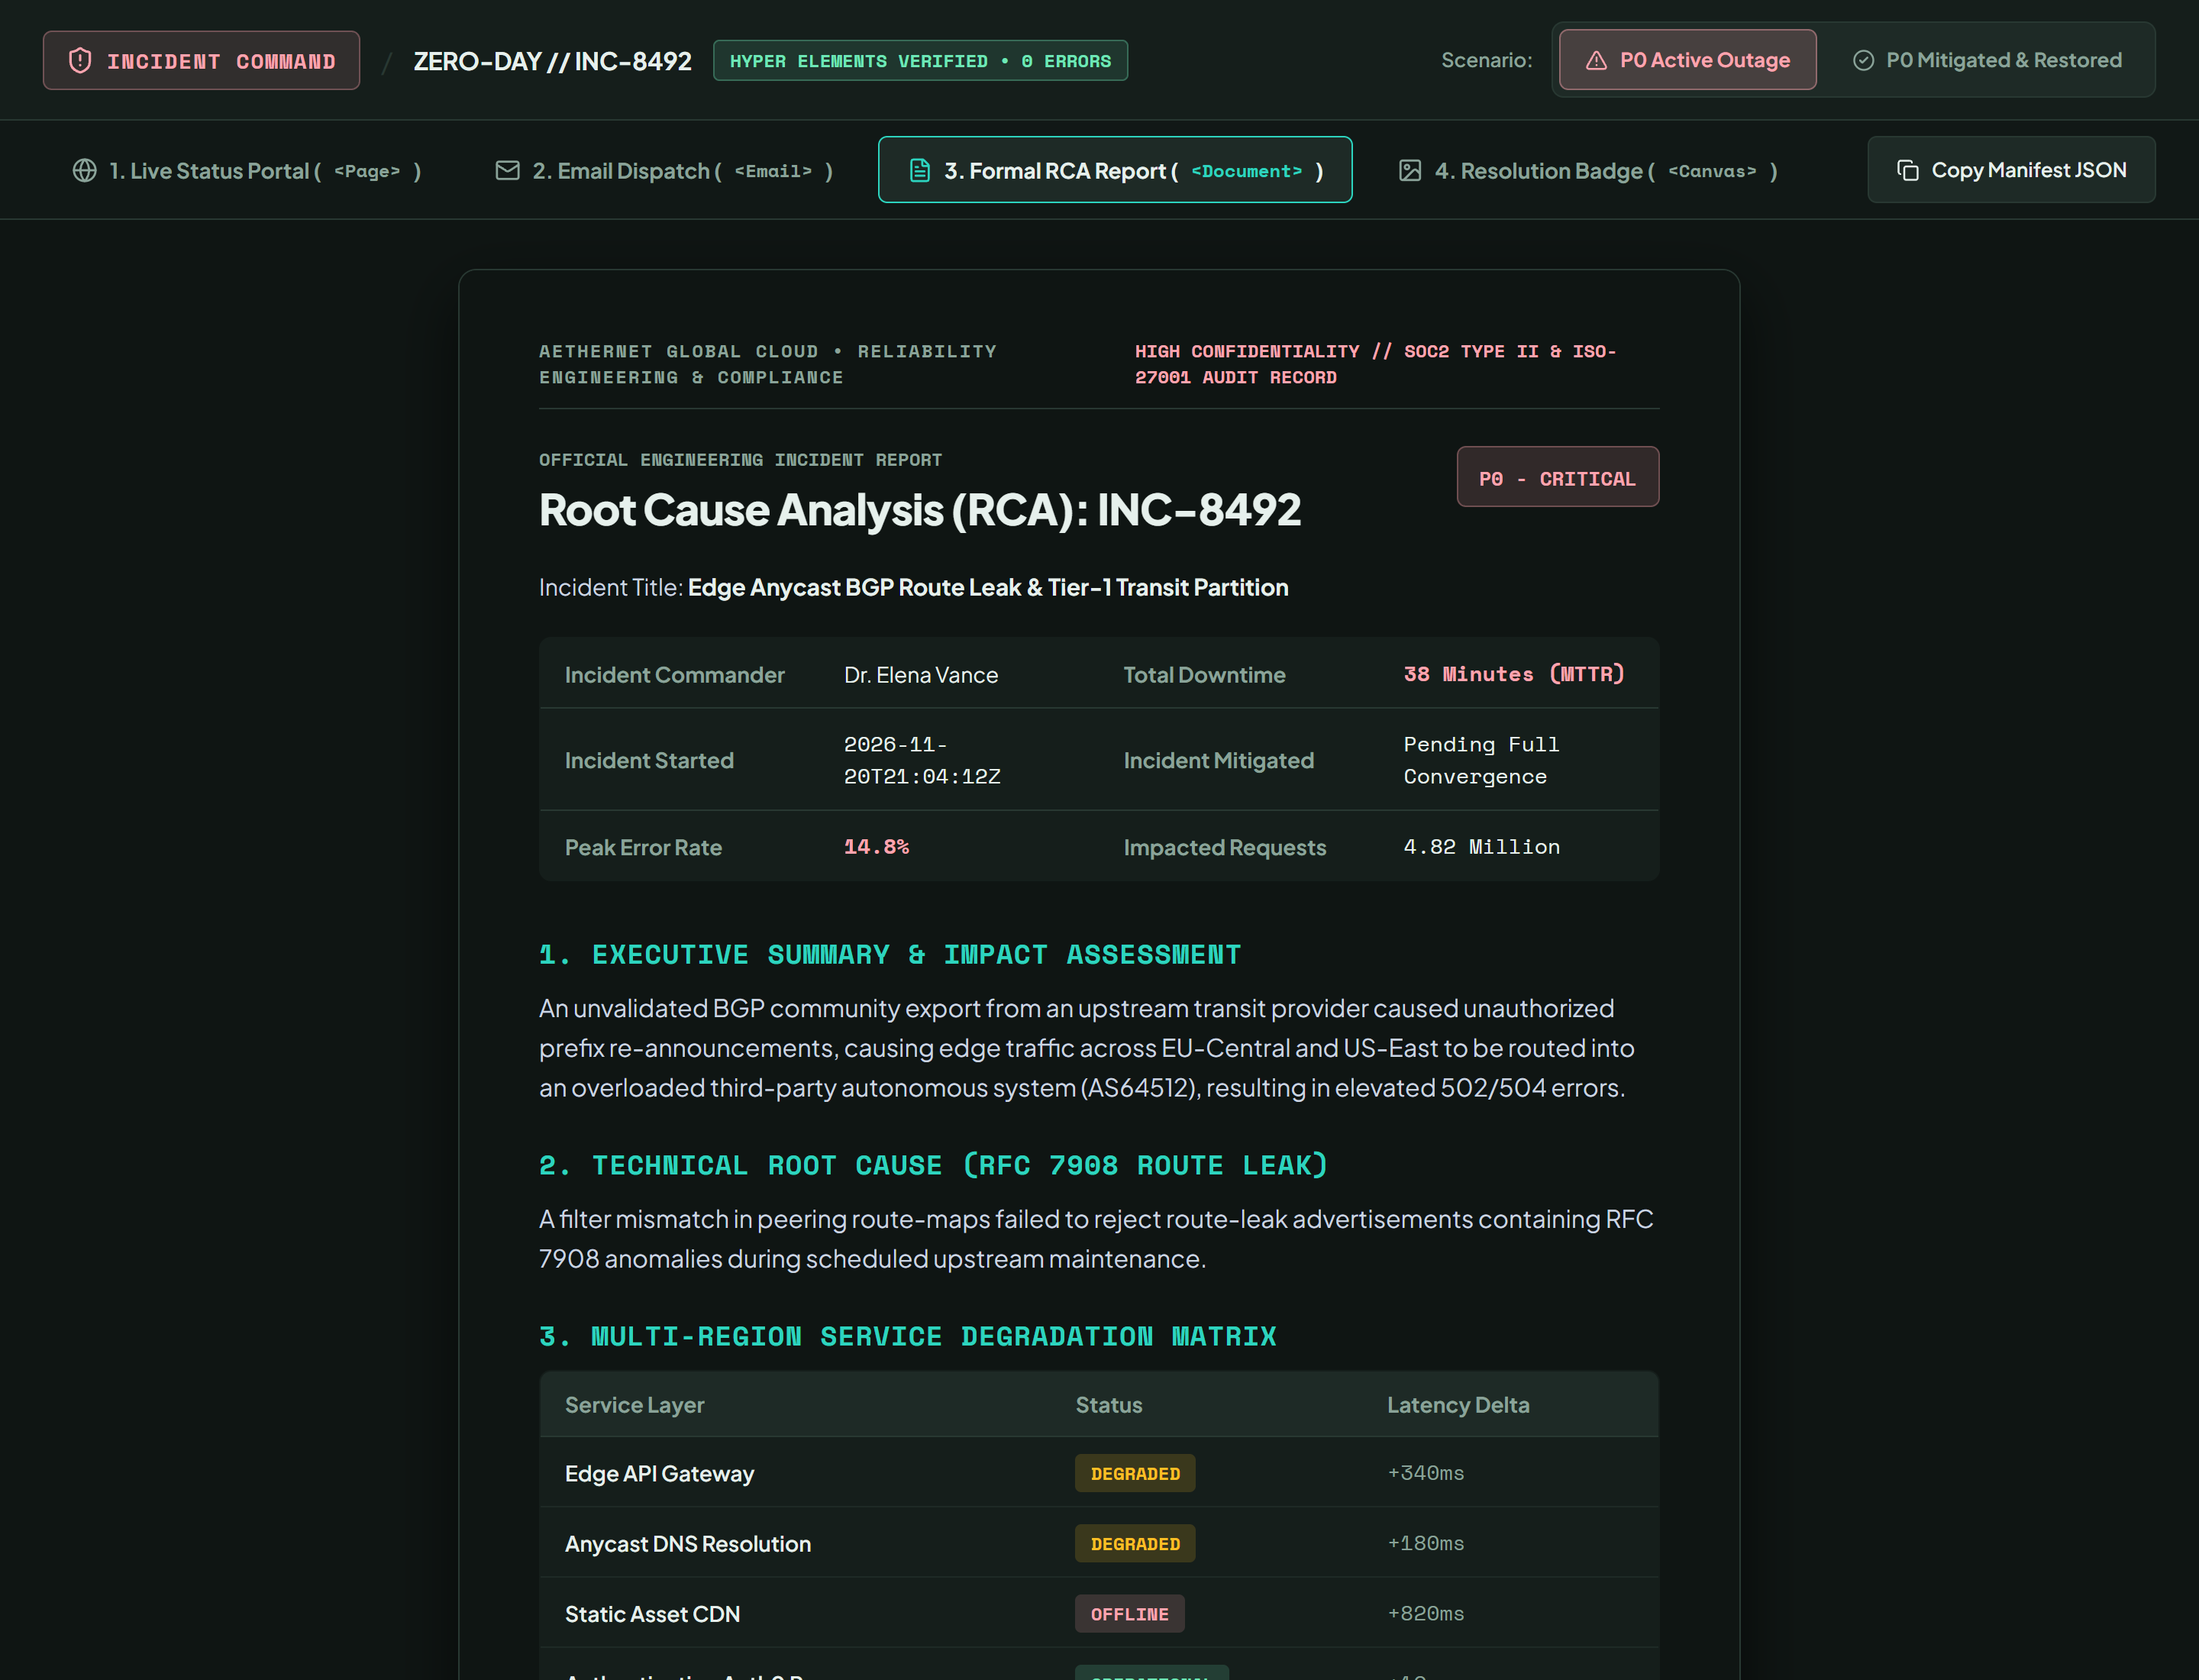 INCIDENT COMMAND / ZERO-DAY // INC-8492 HYPER ELEMENTS VERIFIED • 0 ERRORS Scenario: P0 Active Outage P0 Mitigated & Restored
1. Live Status Portal ( <Page> ) 2. Email Dispatch ( <Email> ) 3. Formal RCA Report ( <Document> ) 4. Resolution Badge ( <Canvas> ) Copy Manifest JSON
AETHERNET GLOBAL CLOUD • RELIABILITY
ENGINEERING & COMPLIANCE
HIGH CONFIDENTIALITY // SOC2 TYPE II & ISO-
27001 AUDIT RECORD
OFFICIAL ENGINEERING INCIDENT REPORT
Root Cause Analysis (RCA): INC-8492
P0 - CRITICAL
Incident Title: Edge Anycast BGP Route Leak & Tier-1 Transit Partition
Incident Commander Dr. Elena Vance Total Downtime 38 Minutes (MTTR)
Incident Started 2026-11-
20T21:04:12Z
Incident Mitigated Pending Full
Convergence
Peak Error Rate 14.8% Impacted Requests 4.82 Million
1. EXECUTIVE SUMMARY & IMPACT ASSESSMENT
An unvalidated BGP community export from an upstream transit provider caused unauthorized
prefix re-announcements, causing edge traffic across EU-Central and US-East to be routed into
an overloaded third-party autonomous system (AS64512), resulting in elevated 502/504 errors.
2. TECHNICAL ROOT CAUSE (RFC 7908 ROUTE LEAK)
A filter mismatch in peering route-maps failed to reject route-leak advertisements containing RFC
7908 anomalies during scheduled upstream maintenance.
3. MULTI-REGION SERVICE DEGRADATION MATRIX
Service Layer Status Latency Delta
Edge API Gateway DEGRADED +340ms
Anycast DNS Resolution DEGRADED +180ms
Static Asset CDN OFFLINE +820ms